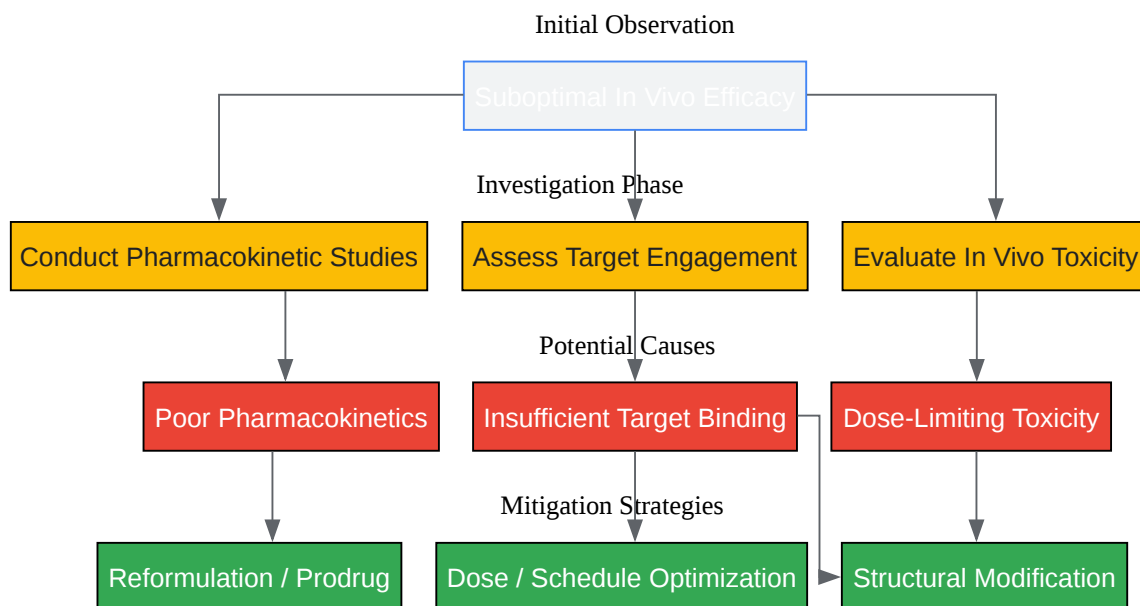 Initial Observation
Suboptimal In Vivo Efficacy
Investigation Phase
Conduct Pharmacokinetic Studies
Assess Target Engagement
Evaluate In Vivo Toxicity
Potential Causes
Poor Pharmacokinetics
Insufficient Target Binding
Dose-Limiting Toxicity
Mitigation Strategies
Reformulation / Prodrug
Dose / Schedule Optimization
Structural Modification